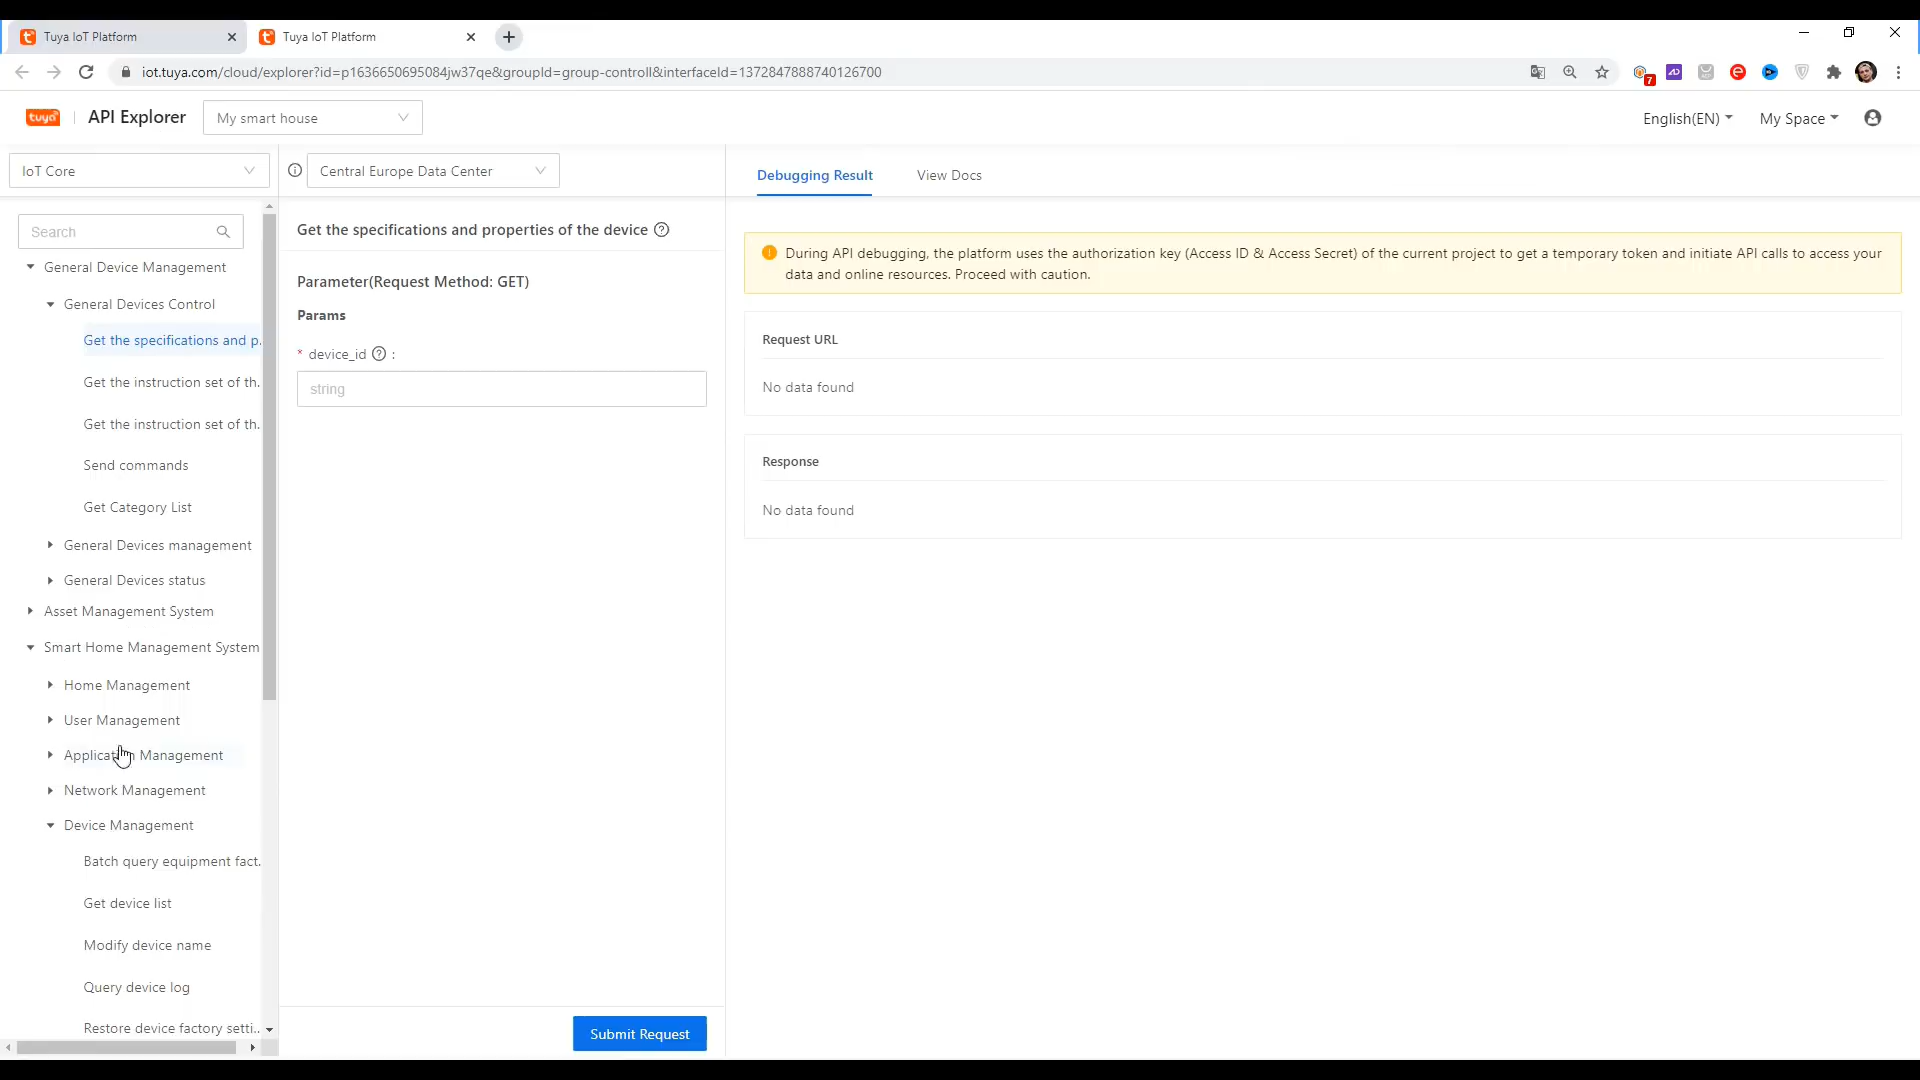 Tuya IoT Platform
Tuya IoT Platform
iot.tuya.com/cloud/explorer?id=p1636650695084jw37qe&groupId=group-controll&interfaceId=1372847888740126700
7
tuya
API Explorer
My smart house
English(EN)
My Space
IoT Core
Central Europe Data Center
Debugging Result
View Docs
Search
General Device Management
General Devices Control
Get the specifications and p.
Get the instruction set of th.
Get the instruction set of th.
Send commands
Get Category List
General Devices management
General Devices status
Asset Management System
Smart Home Management System
Home Management
User Management
Application Management
Network Management
Device Management
Batch query equipment fact.
Get device list
Modify device name
Query device log
Restore device factory setti..
Get the specifications and properties of the device
Parameter(Request Method: GET)
Params
* device_id :
string
Submit Request
During API debugging, the platform uses the authorization key (Access ID & Access Secret) of the current project to get a temporary token and initiate API calls to access your
data and online resources. Proceed with caution.
Request URL
No data found
Response
No data found